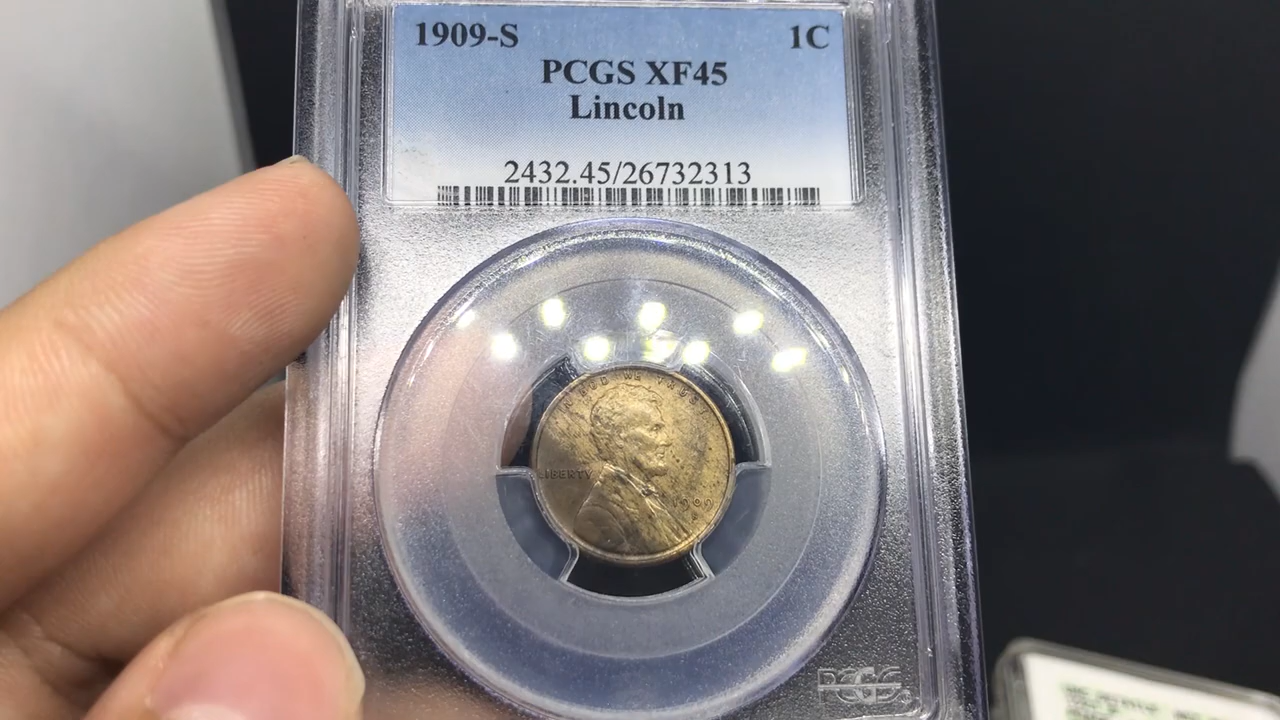 1909-S 1C
PCGS XF45
Lincoln
2432.45/26732313
IN GOD WE TRUST
LIBERTY
1909
S
PCGS